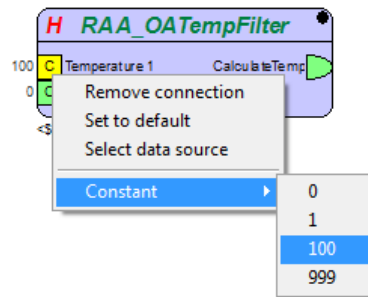 H RAA_OATempFilter
100 C Temperature 1 CalculateTemp
0 C
<S
Remove connection
Set to default
Select data source
Constant
0
1
100
999